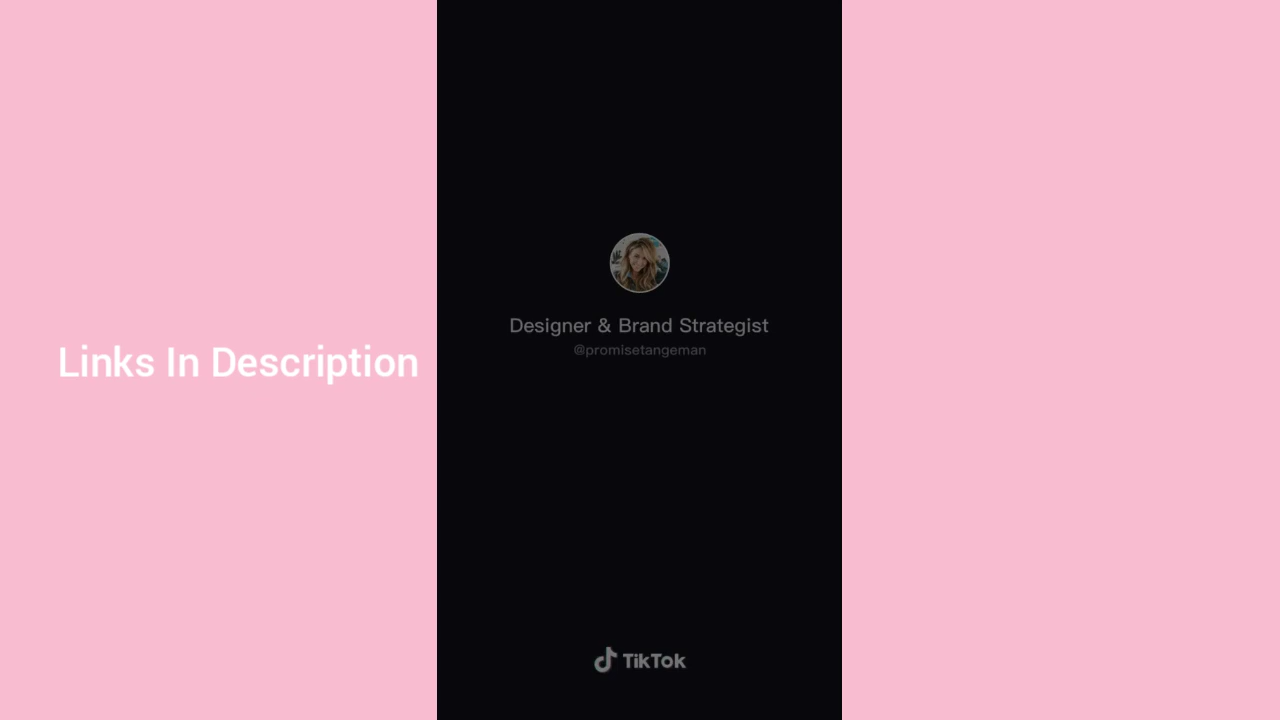 Links In Description
Designer & Brand Strategist
@promisetangeman
TikTok